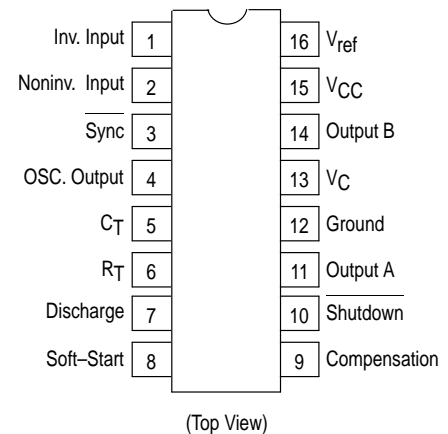 Inv. Input 1 16 Vref
Noninv. Input 2 15 VCC
Sync 3 14 Output B
OSC. Output 4 13 VC
CT 5 12 Ground
RT 6 11 Output A
Discharge 7 10 Shutdown
Soft–Start 8 9 Compensation
(Top View)